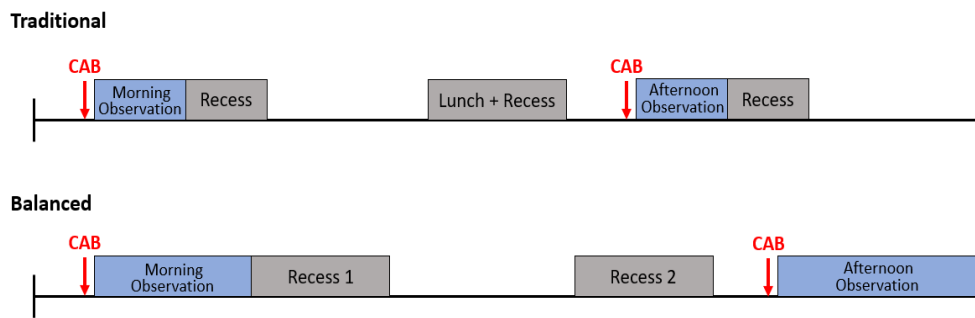 Traditional
CAB
Morning
Observation
Recess
Lunch + Recess
CAB
Afternoon
Observation
Recess
Balanced
CAB
Morning
Observation
Recess 1
Recess 2
CAB
Afternoon
Observation